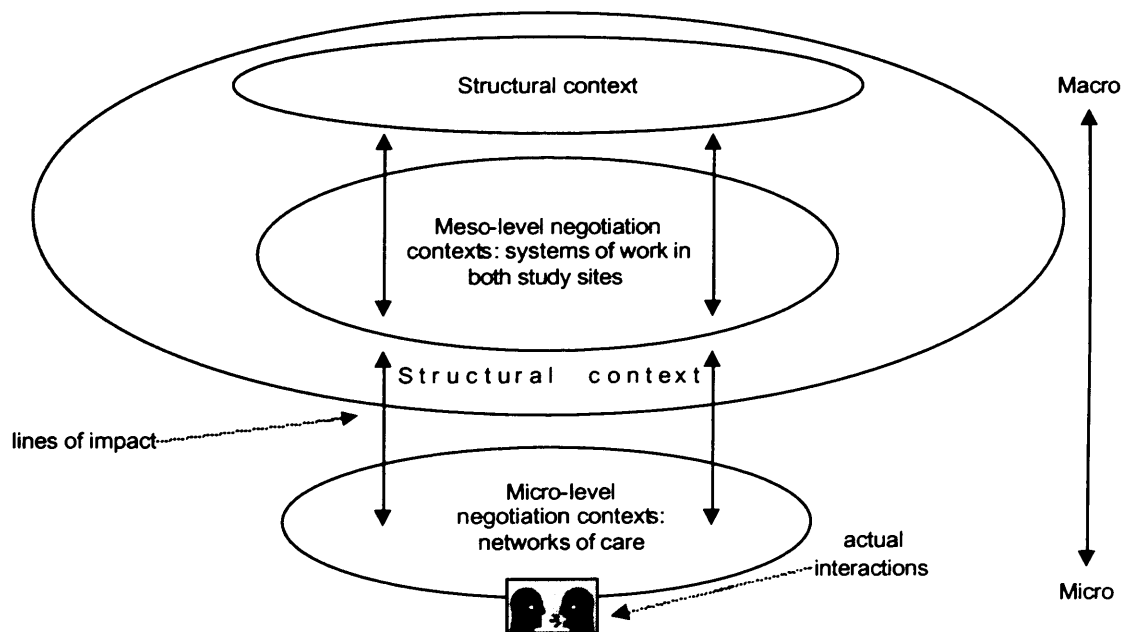 Structural context
Macro
Meso-level negotiation
contexts: systems of work in
both study sites
Structural context
lines of impact
Micro-level
negotiation contexts:
networks of care
actual
interactions
Micro